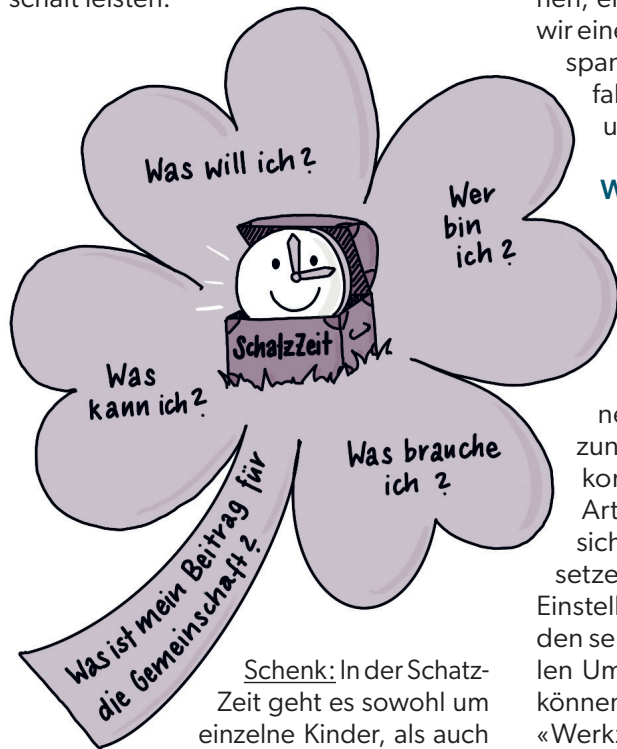 schaft leisten.
Was will ich?
Wer
bin
ich?
SchatzZeit
Was
kann ich?
Was brauche
ich?
Was ist mein Beitrag für
die Gemeinschaft?
Schenk: In der Schatz-
Zeit geht es sowohl um
einzelne Kinder, als auch
wir eine
span
fal
u
W
ne
zun
kor
Art
sich
setze
Einstell
den se
len Um
können
«Werkz